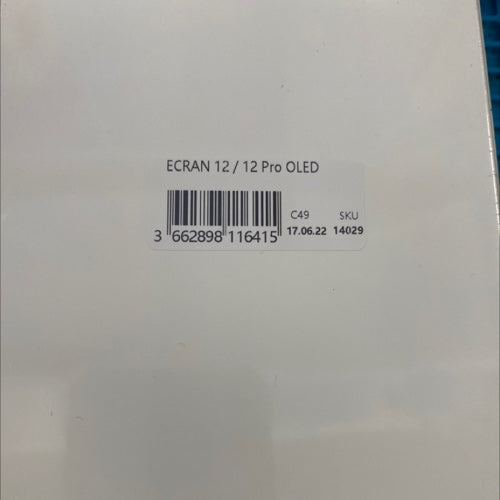 ECRAN 12 / 12 Pro OLED
C49 SKU
3 662898 116415 17.06.22 14029